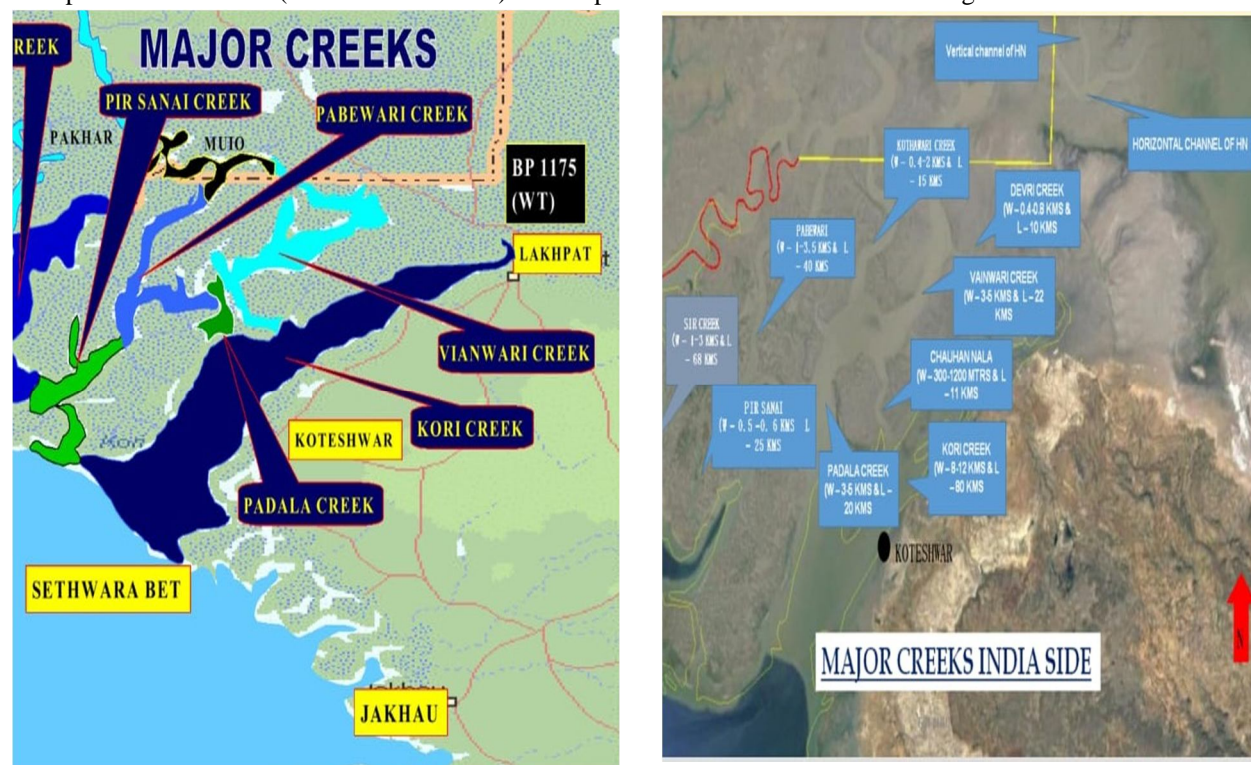 MAJOR CREEKS
REEK
PIR SANAI CREEK
PABEWARI CREEK
PAKHAR
MUIO
BP 1175
(WT)
LAKHPAT
VIANWARI CREEK
KORI CREEK
KOTESHWAR
PADALA CREEK
SETHWARA BET
JAKHAU
Vertical channel of HN
HORIZONTAL CHANNEL OF HN
KOTHAWARI CREEK
(W – 0.4-2 KMS & L
– 15 KMS
DEVRI CREEK
(W – 0.4-0.8 KMS &
L – 10 KMS
PABEWARI
(W – 1-3.5 KMS & L
– 40 KMS
VAINWARI CREEK
(W – 3-5 KMS & L – 22
KMS
SIR CREEK
(W – 1-3 KMS & L
– 68 KMS
CHAUHAN NALA
(W – 300-1200 MTRS & L
– 11 KMS
PIR SANAI
(W – 0.5 – 0.6 KMS L
– 25 KMS
PADALA CREEK
(W – 3-5 KMS & L –
20 KMS
KORI CREEK
(W – 8-12 KMS & L
– 80 KMS
KOTESHWAR
N
MAJOR CREEKS INDIA SIDE